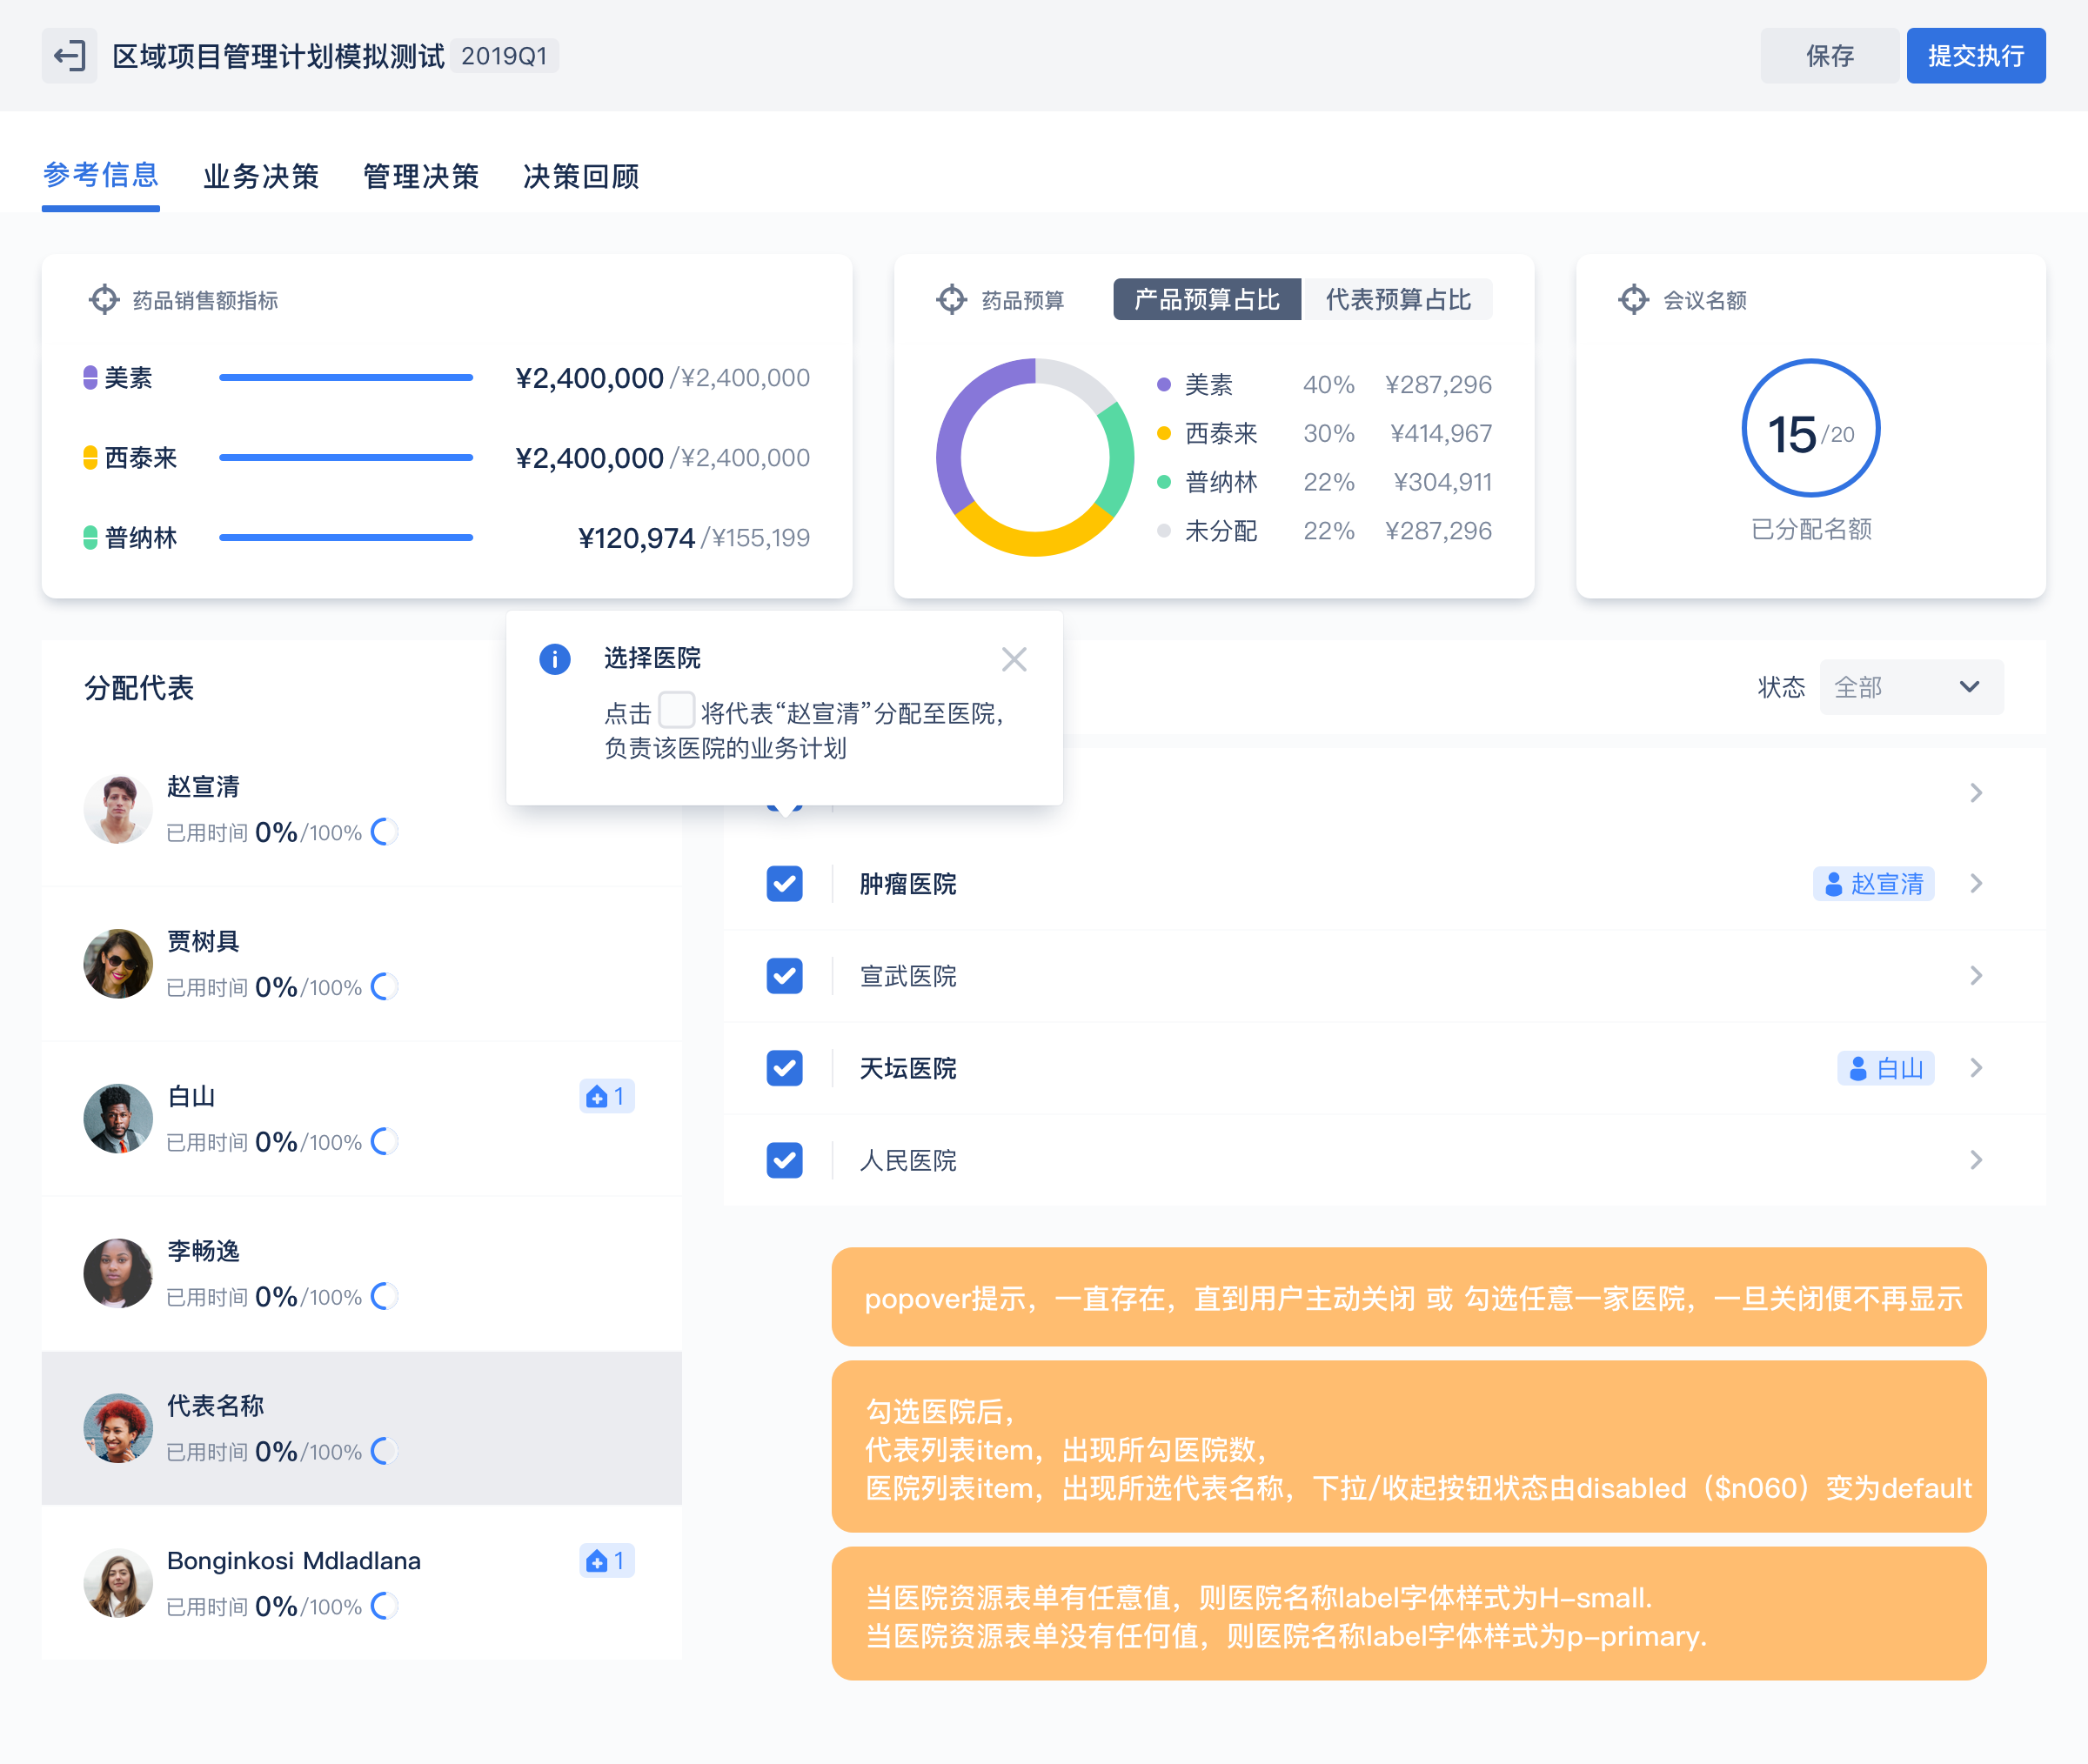 区域项目管理计划模拟测试 2019Q1
保存 提交执行
参考信息 业务决策 管理决策 决策回顾
药品销售额指标
美素 ¥2,400,000 /¥2,400,000
西泰来 ¥2,400,000 /¥2,400,000
普纳林 ¥120,974 /¥155,199
药品预算 产品预算占比 代表预算占比
美素 40% ¥287,296
西泰来 30% ¥414,967
普纳林 22% ¥304,911
未分配 22% ¥287,296
会议名额
15 /20
已分配名额
分配代表
赵宣清
已用时间 0%/100%
贾树具
已用时间 0%/100%
白山 1
已用时间 0%/100%
李畅逸
已用时间 0%/100%
代表名称
已用时间 0%/100%
Bonginkosi Mdladlana 1
已用时间 0%/100%
选择医院
点击 将代表“赵宣清”分配至医院，
负责该医院的业务计划
状态 全部
肿瘤医院 赵宣清
宣武医院
天坛医院 白山
人民医院
popover提示，一直存在，直到用户主动关闭 或 勾选任意一家医院，一旦关闭便不再显示
勾选医院后，
代表列表item，出现所勾医院数，
医院列表item，出现所选代表名称，下拉/收起按钮状态由disabled（$n060）变为default
当医院资源表单有任意值，则医院名称label字体样式为H-small.
当医院资源表单没有任何值，则医院名称label字体样式为p-primary.